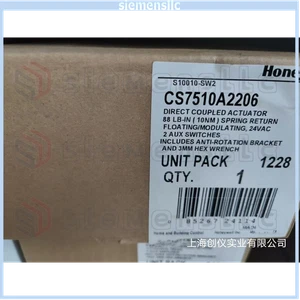 siemensllc
S10010-SW2
Hone
CS7510A2206
DIRECT COUPLED ACTUATOR
88 LB-IN ( 10NM ) SPRING RETURN
FLOATING/MODULATING, 24VAC
2 AUX SWITCHES
INCLUDES ANTI-ROTATION BRACKET
AND 3MM HEX WRENCH
UNIT PACK 1228
QTY. 1
上海创仪实业有限公司